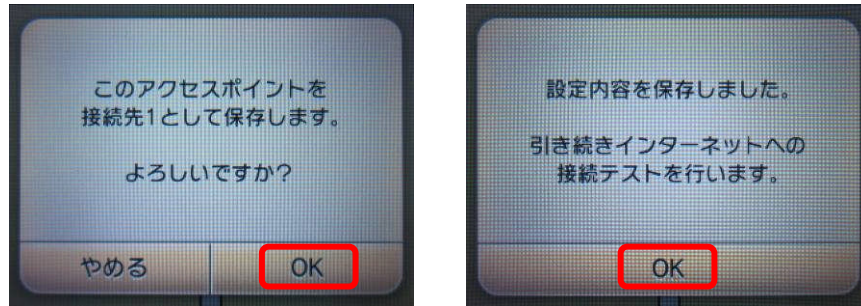 このアクセスポイントを
接続先1として保存します。
よろしいですか?
やめる
OK
設定内容を保存しました。
引き続きインターネットへの
接続テストを行います。
OK